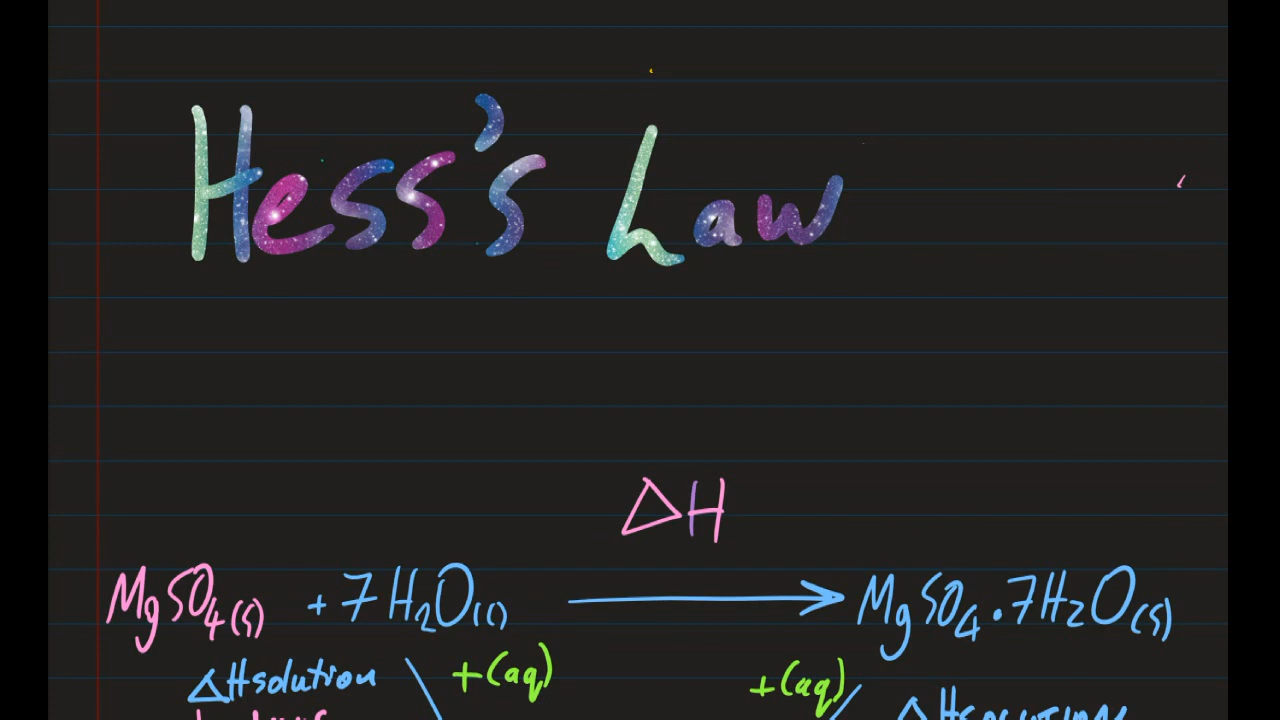 Hess's Law
ΔH
MgSO₄(s) + 7H₂O(l) → MgSO₄.7H₂O(s)
ΔHsolution +(aq) +(aq)